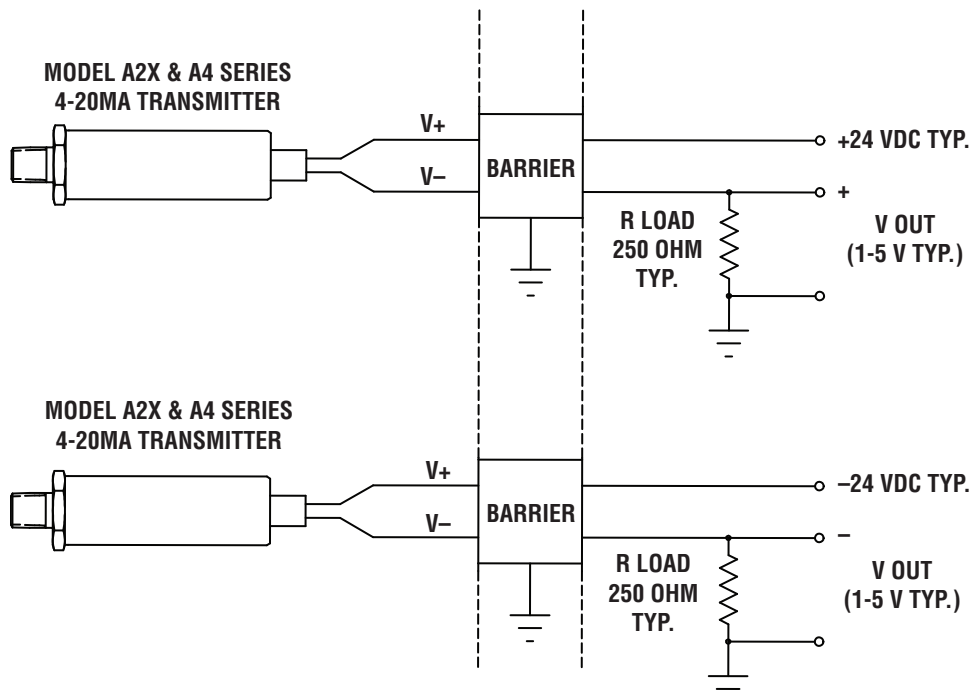 MODEL A2X & A4 SERIES
4-20MA TRANSMITTER
V+
V–
BARRIER
+24 VDC TYP.
+
R LOAD
250 OHM
TYP.
V OUT
(1-5 V TYP.)
MODEL A2X & A4 SERIES
4-20MA TRANSMITTER
V+
V–
BARRIER
–24 VDC TYP.
–
R LOAD
250 OHM
TYP.
V OUT
(1-5 V TYP.)